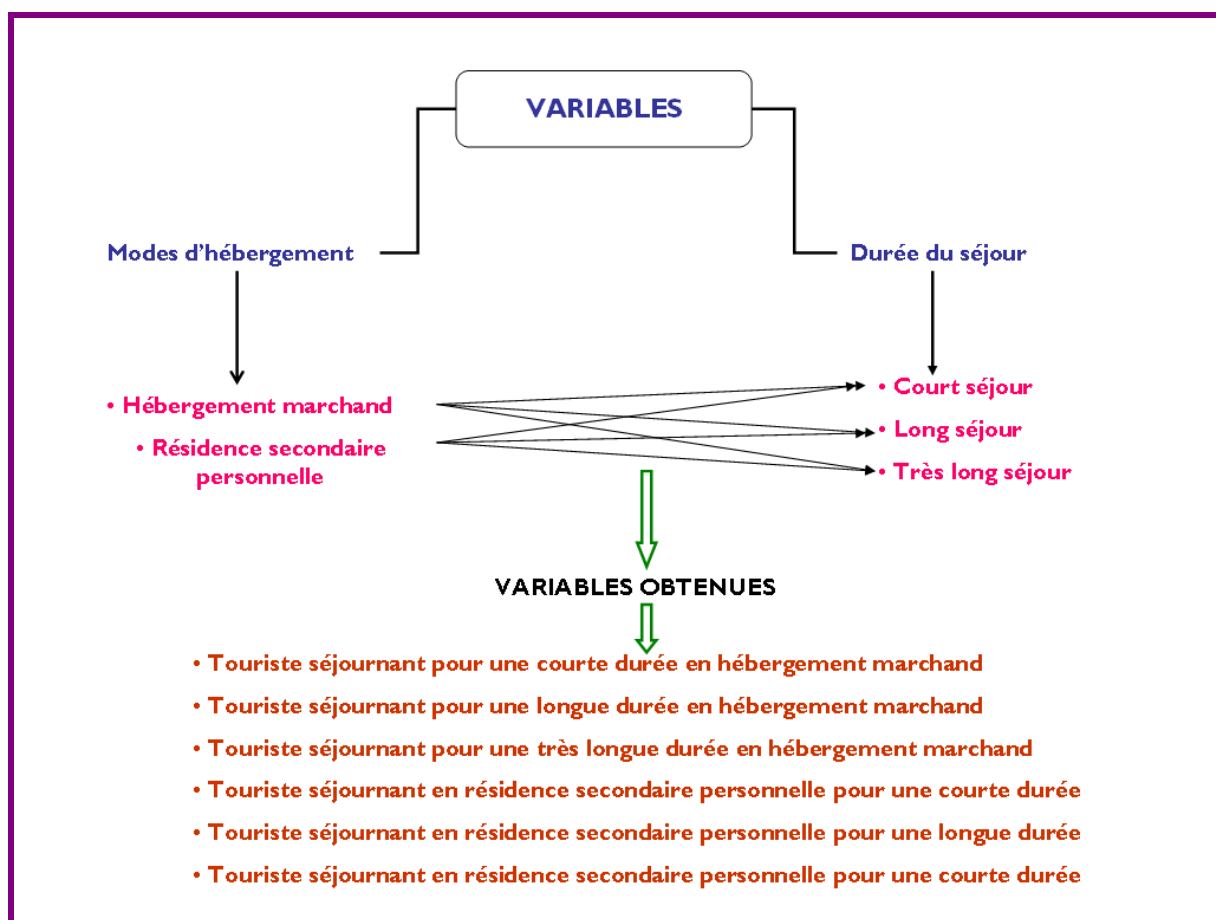 VARIABLES
Modes d’hébergement
Durée du séjour
• Hébergement marchand
• Résidence secondaire
personnelle
• Court séjour
• Long séjour
• Très long séjour
VARIABLES OBTENUES
• Touriste séjournant pour une courte durée en hébergement marchand
• Touriste séjournant pour une longue durée en hébergement marchand
• Touriste séjournant pour une très longue durée en hébergement marchand
• Touriste séjournant en résidence secondaire personnelle pour une courte durée
• Touriste séjournant en résidence secondaire personnelle pour une longue durée
• Touriste séjournant en résidence secondaire personnelle pour une courte durée